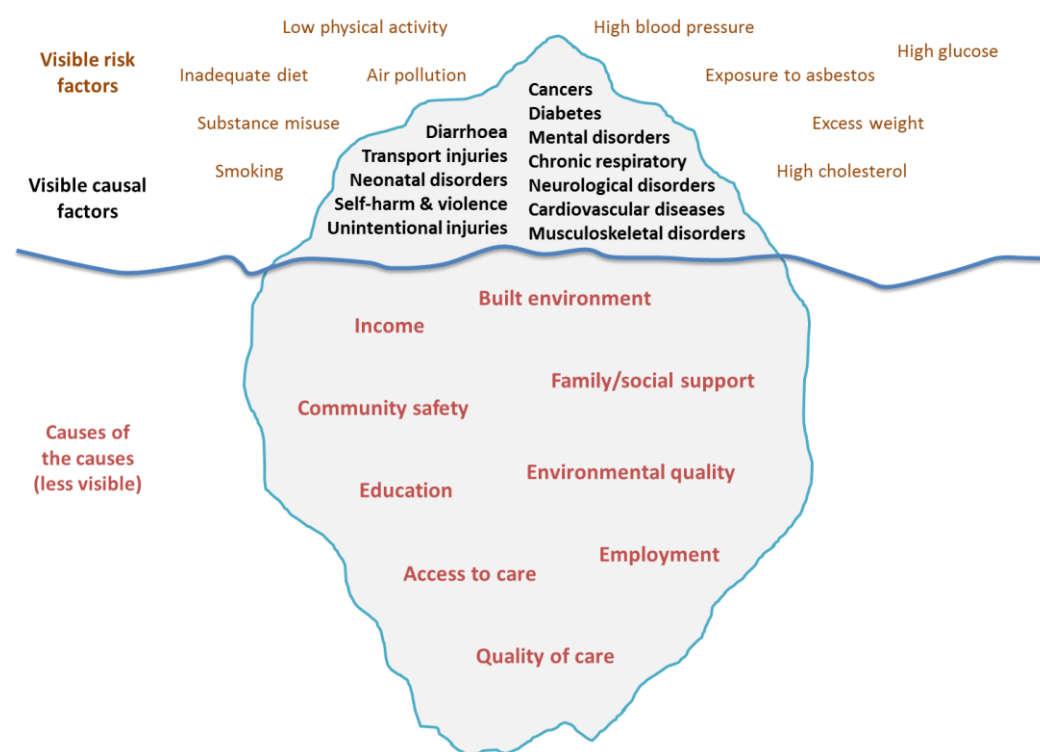 Low physical activity
High blood pressure
High glucose
Visible risk
factors
Inadequate diet
Air pollution
Exposure to asbestos
Substance misuse
Excess weight
Smoking
High cholesterol
Visible causal
factors
Diarrhoea
Transport injuries
Neonatal disorders
Self-harm & violence
Unintentional injuries
Cancers
Diabetes
Mental disorders
Chronic respiratory
Neurological disorders
Cardiovascular diseases
Musculoskeletal disorders
Built environment
Income
Family/social support
Community safety
Causes of
the causes
(less visible)
Environmental quality
Education
Employment
Access to care
Quality of care